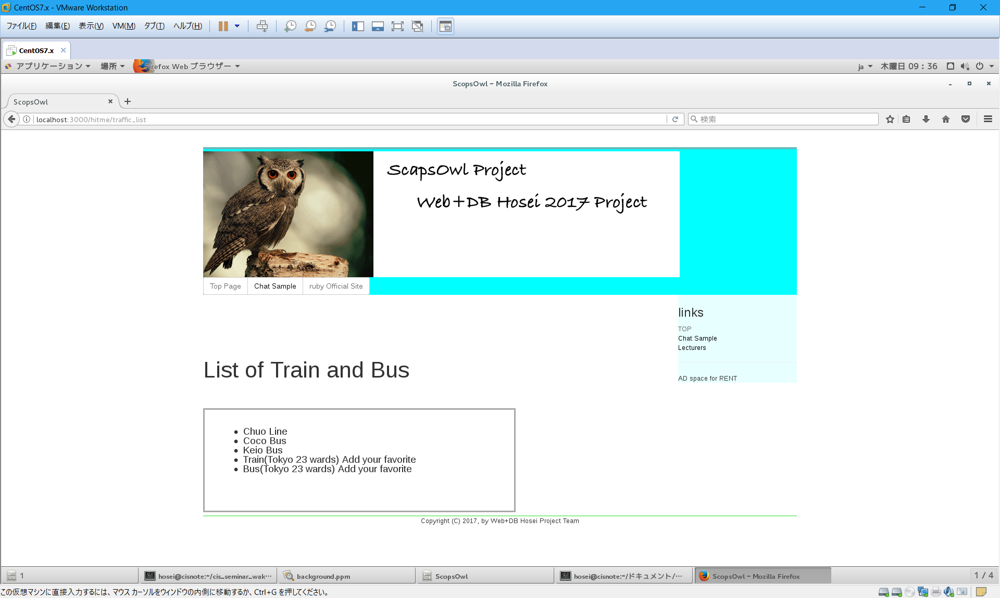 CentOS7.x - VMware Workstation
ファイル(F) 編集(E) 表示(V) VM(M) タブ(T) ヘルプ(H)
CentOS7.x
アプリケーション 場所 Firefox Web ブラウザー ja 木曜日 09 : 36
ScopsOwl - Mozilla Firefox
ScopsOwl
localhost:3000/hitme/traffic_list 検索
ScapsOwl Project
Web+DB Hosei 2017 Project
Top Page Chat Sample ruby Official Site
links
TOP
Chat Sample
Lecturers
AD space for RENT
List of Train and Bus
Chuo Line
Coco Bus
Keio Bus
Train(Tokyo 23 wards) Add your favorite
Bus(Tokyo 23 wards) Add your favorite
Copyright (C) 2017, by Web+DB Hosei Project Team
1 hosei@cisnote:~/cis_seminar_wak··· background.ppm ScopsOwl hosei@cisnote:~/ドキュメント/··· ScopsOwl - Mozilla Firefox 1 / 4
この仮想マシンに直接入力するには、マウス カーソルをウィンドウの内側に移動するか、Ctrl+G を押してください。